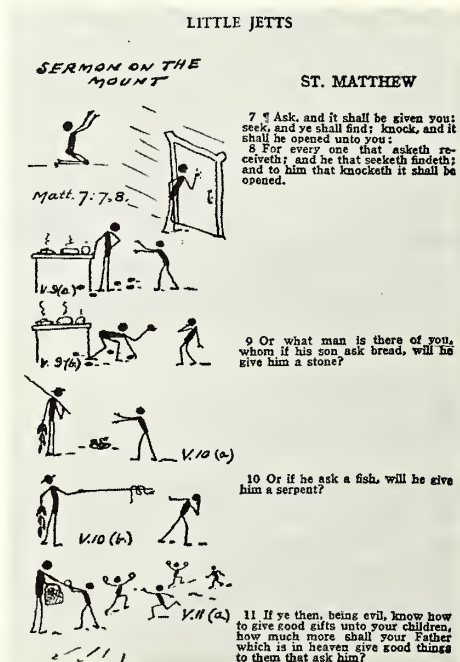 LITTLE JETTS
SERMON ON THE
MOUNT
ST. MATTHEW
7 ¶ Ask, and it shall be given you:
seek, and ye shall find; knock, and it
shall be opened unto you:
8 For every one that asketh re-
ceiveth; and he that seeketh findeth;
and to him that knocketh it shall be
opened.
Matt. 7:7,8.
V.9(a)
V.9(b)
9 Or what man is there of you,
whom if his son ask bread, will he
give him a stone?
V.10 (a)
10 Or if he ask a fish, will he give
him a serpent?
V.10(b)
V.11(a)
11 If ye then, being evil, know how
to give good gifts unto your children,
how much more shall your Father
which is in heaven give good things
to them that ask him?